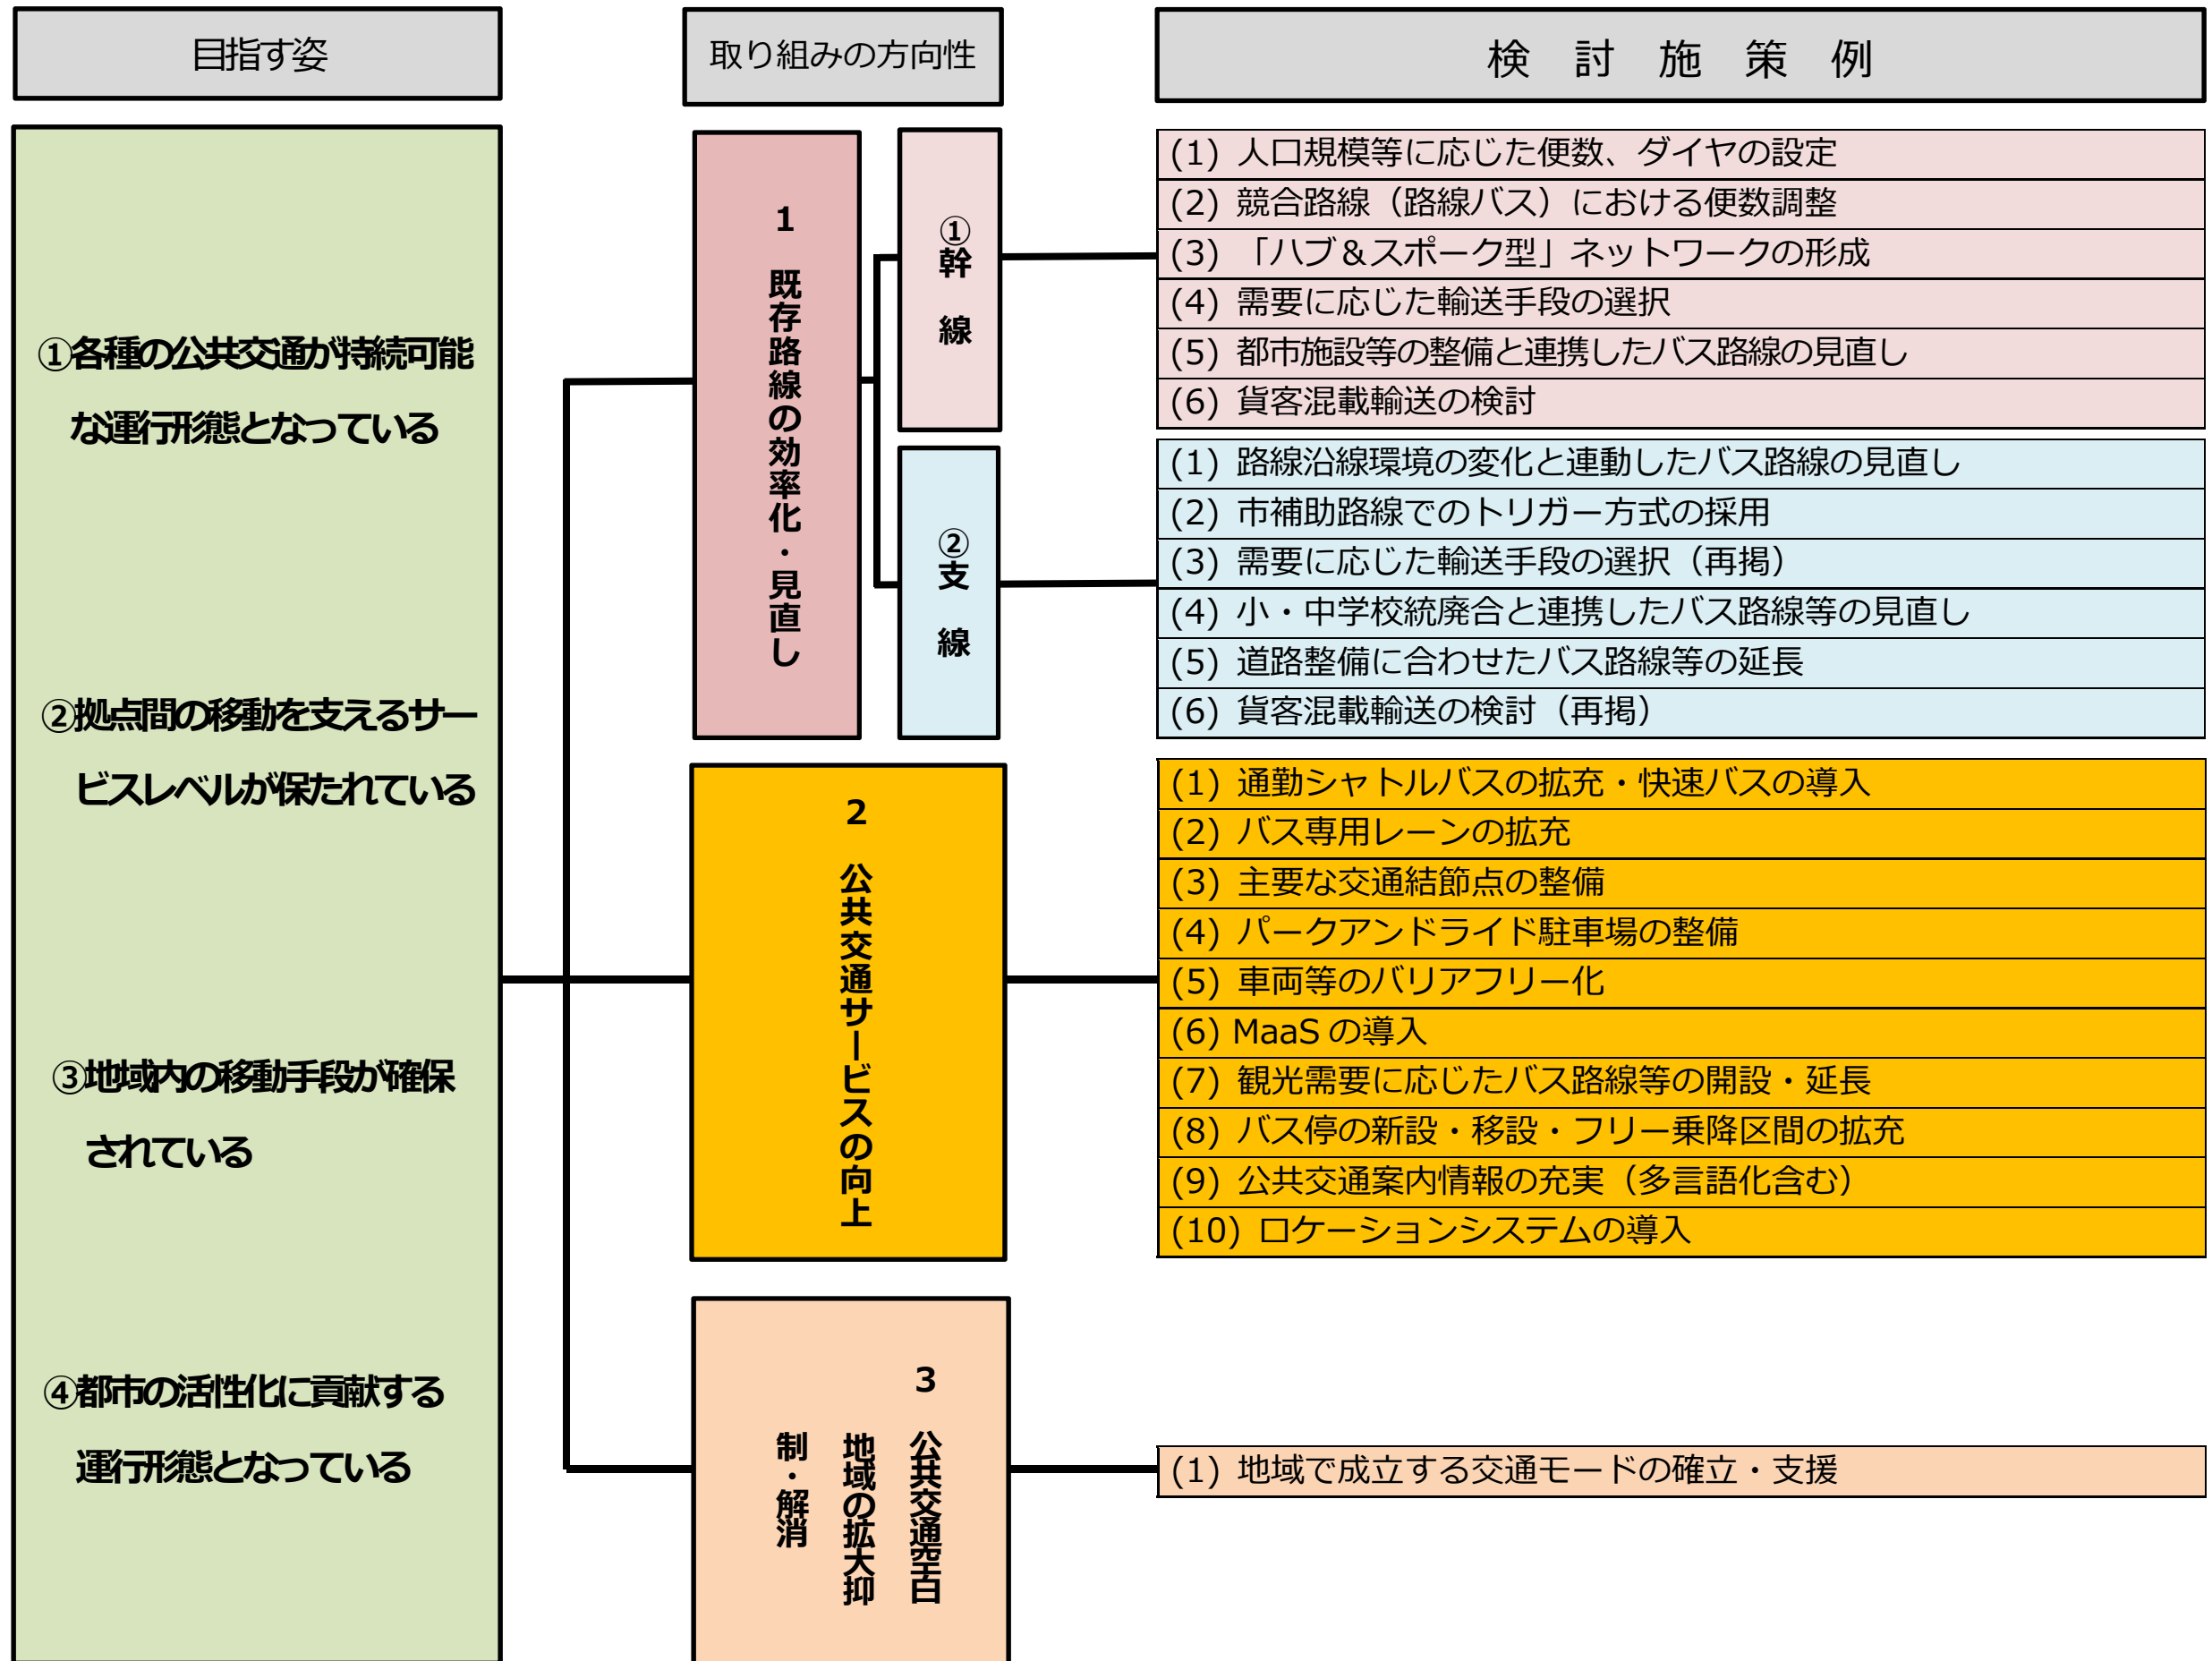 目指す姿
取り組みの方向性
検 討 施 策 例
①各種の公共交通が持続可能
な運行形態となっている
②拠点間の移動を支えるサー
ビスレベルが保たれている
③地域内の移動手段が確保
されている
④都市の活性化に貢献する
運行形態となっている
1 既存路線の効率化・見直し
①幹 線
(1) 人口規模等に応じた便数、ダイヤの設定
(2) 競合路線（路線バス）における便数調整
(3) 「ハブ＆スポーク型」ネットワークの形成
(4) 需要に応じた輸送手段の選択
(5) 都市施設等の整備と連携したバス路線の見直し
(6) 貨客混載輸送の検討
②支 線
(1) 路線沿線環境の変化と連動したバス路線の見直し
(2) 市補助路線でのトリガー方式の採用
(3) 需要に応じた輸送手段の選択（再掲）
(4) 小・中学校統廃合と連携したバス路線等の見直し
(5) 道路整備に合わせたバス路線等の延長
(6) 貨客混載輸送の検討（再掲）
2 公共交通サービスの向上
(1) 通勤シャトルバスの拡充・快速バスの導入
(2) バス専用レーンの拡充
(3) 主要な交通結節点の整備
(4) パークアンドライド駐車場の整備
(5) 車両等のバリアフリー化
(6) MaaS の導入
(7) 観光需要に応じたバス路線等の開設・延長
(8) バス停の新設・移設・フリー乗降区間の拡充
(9) 公共交通案内情報の充実（多言語化含む）
(10) ロケーションシステムの導入
3 公共交通空白
地域の拡大抑
制・解消
(1) 地域で成立する交通モードの確立・支援